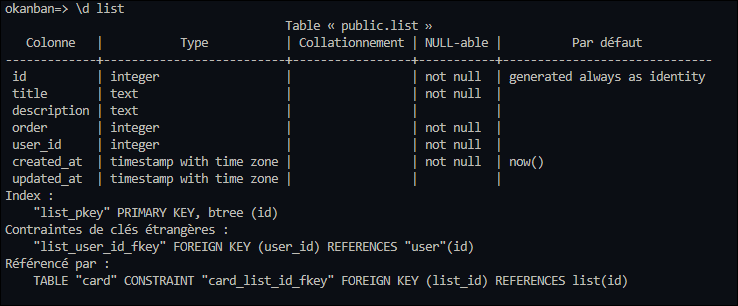 okanban=> \d list
Table « public.list »
Colonne | Type | Collationnement | NULL-able | Par défaut
-------------+--------------------------+-----------------+-----------+------------------------------
id | integer | | not null | generated always as identity
title | text | | not null |
description | text | | |
order | integer | | not null |
user_id | integer | | not null |
created_at | timestamp with time zone | | not null | now()
updated_at | timestamp with time zone | | |
Index :
"list_pkey" PRIMARY KEY, btree (id)
Contraintes de clés étrangères :
"list_user_id_fkey" FOREIGN KEY (user_id) REFERENCES "user"(id)
Référencé par :
TABLE "card" CONSTRAINT "card_list_id_fkey" FOREIGN KEY (list_id) REFERENCES list(id)